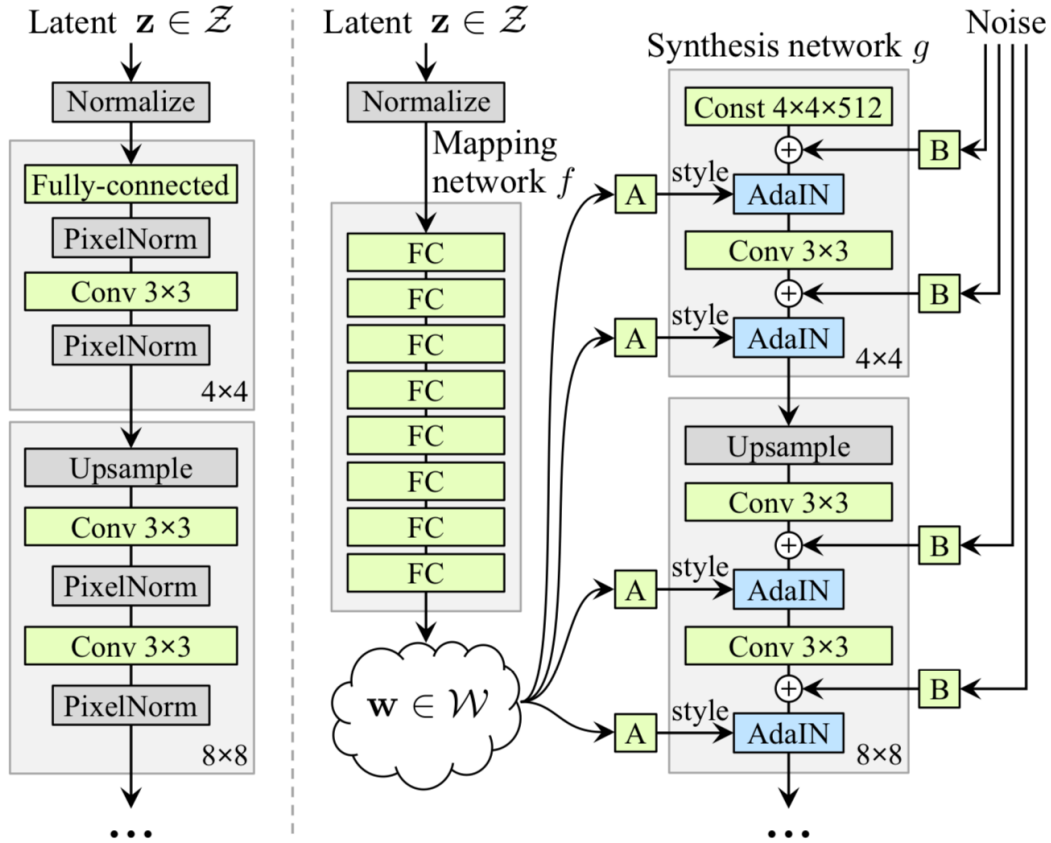 Latent z ∈ 𝒵
Normalize
Fully-connected
PixelNorm
Conv 3×3
PixelNorm
4×4
Upsample
Conv 3×3
PixelNorm
Conv 3×3
PixelNorm
8×8
...
Latent z ∈ 𝒵
Normalize
Mapping
network f
FC
FC
FC
FC
FC
FC
FC
FC
w ∈ 𝒲
Synthesis network g
Noise
Const 4×4×512
B
A
style
AdaIN
Conv 3×3
B
A
style
AdaIN
4×4
Upsample
Conv 3×3
B
A
style
AdaIN
Conv 3×3
B
A
style
AdaIN
8×8
...